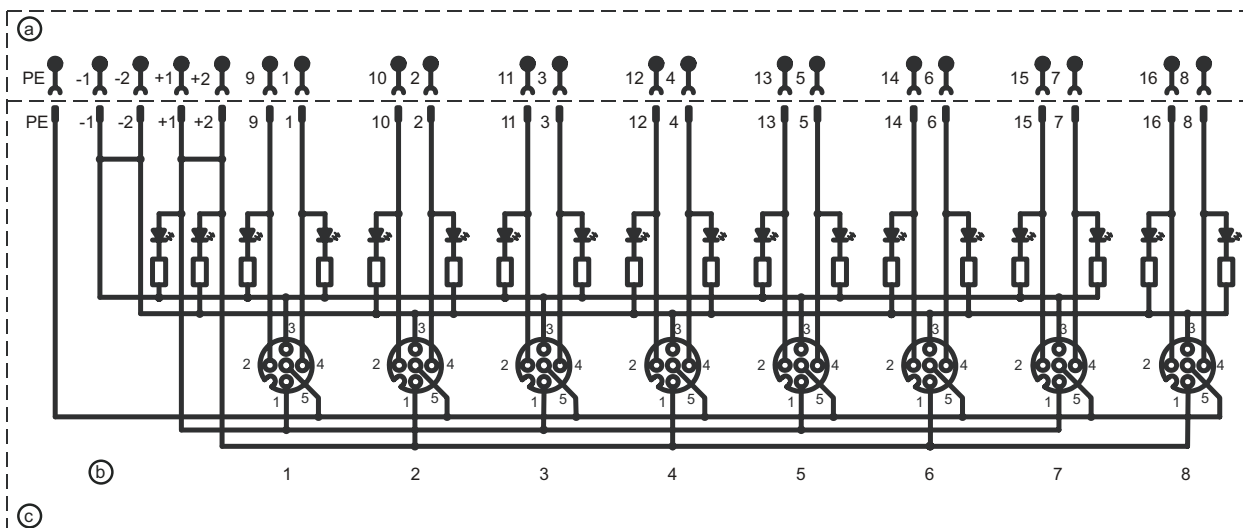 a
PE -1 -2 +1 +2 9 1 10 2 11 3 12 4 13 5 14 6 15 7 16 8
PE -1 -2 +1 +2 9 1 10 2 11 3 12 4 13 5 14 6 15 7 16 8
3 3 3 3 3 3 3 3
2 4 2 4 2 4 2 4 2 4 2 4 2 4 2 4
1 5 1 5 1 5 1 5 1 5 1 5 1 5 1 5
b 1 2 3 4 5 6 7 8
c